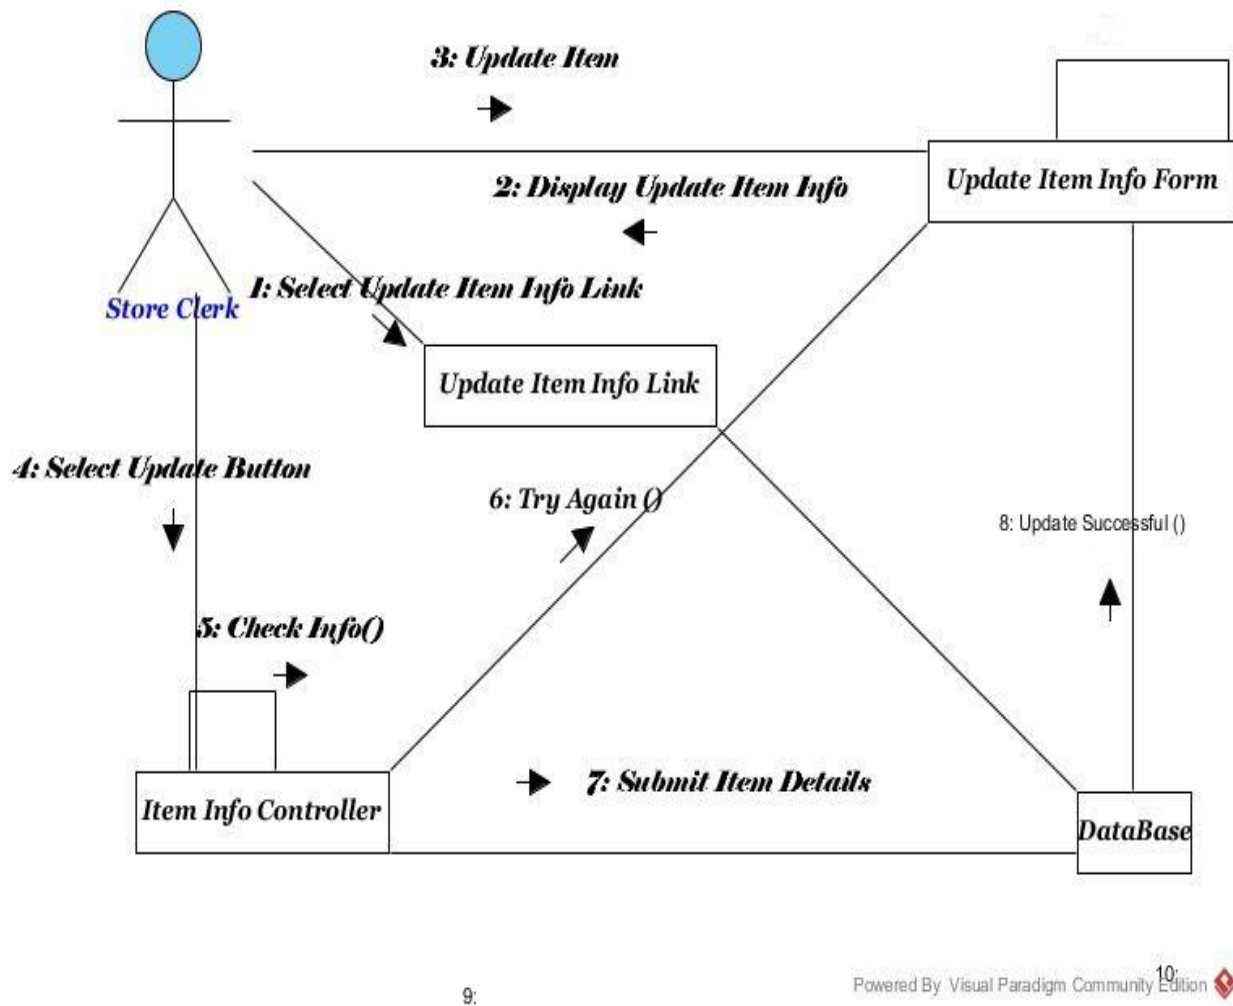 3: Update Item
Update Item Info Form
2: Display Update Item Info
1: Select Update Item Info Link
Store Clerk
Update Item Info Link
4: Select Update Button
6: Try Again ()
8: Update Successful ()
5: Check Info()
7: Submit Item Details
Item Info Controller
DataBase
10:
Powered By Visual Paradigm Community Edition
9: